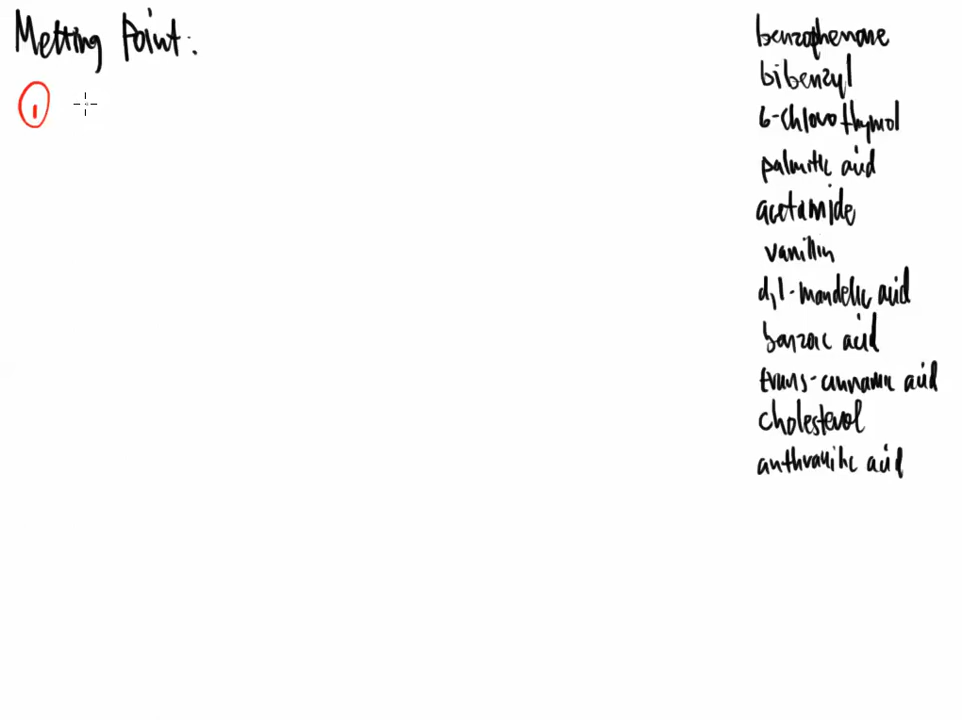 Melting Point:
1
benzophenone
bibenzyl
6-chlorothymol
palmitic acid
acetamide
vanillin
d,l-mandelic acid
benzoic acid
trans-cinnamic acid
cholesterol
anthranilic acid